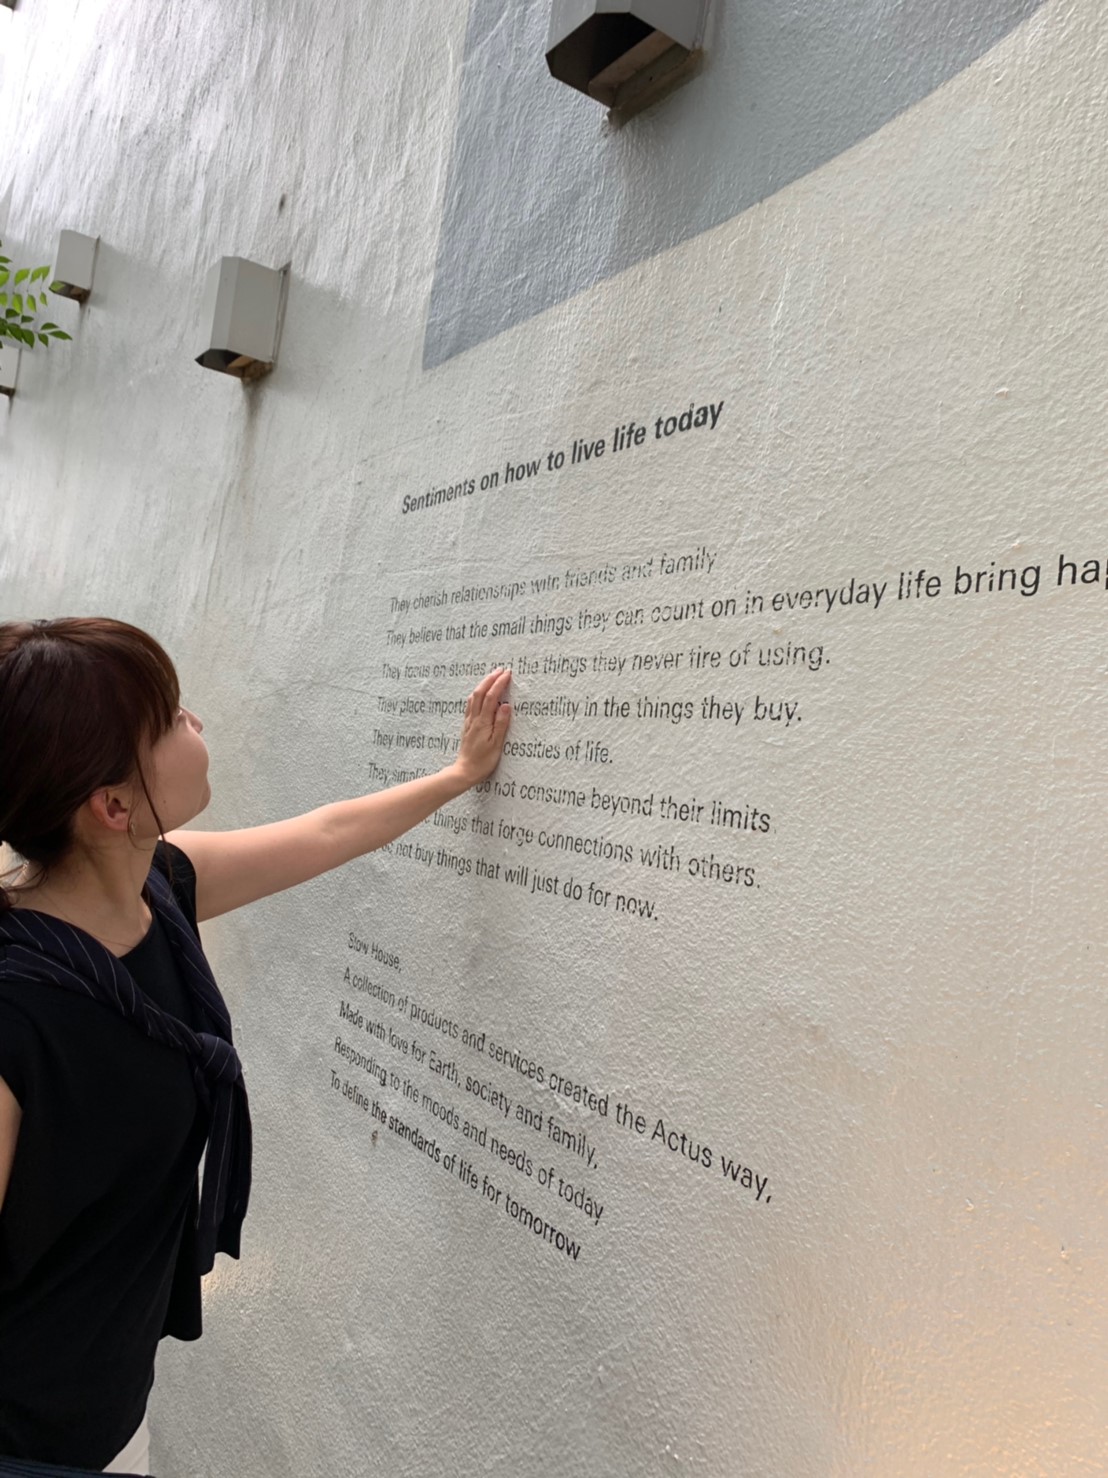 Sentiments on how to live life today
They cherish relationships with friends and family
They believe that the small things they can count on in everyday life bring
They focus on stories and the things they never tire of using.
They place versatility in the things they buy.
They invest only of life.
They not consume beyond their limits.
things that forge connections with others.
not buy things that will just do for now.
Stow House,
A collection of products and services created the Actus way,
Made with love for Earth, society and family,
Responding to the moods and needs of today
To define the standards of life for tomorrow